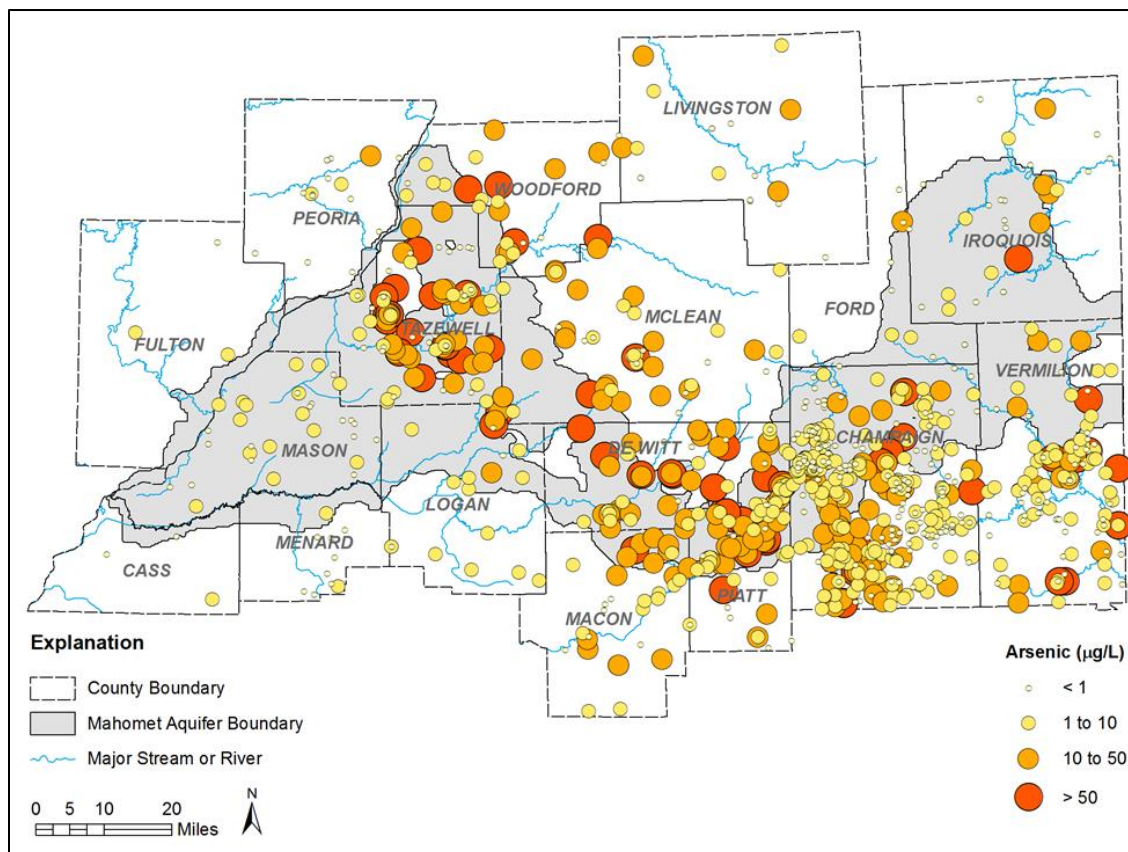 LIVINGSTON
WOODFORD
PEORIA
IROQUOIS
FORD
MCLEAN
TAZEWELL
FULTON
VERMILION
CHAMPAIGN
DE WITT
MASON
LOGAN
MENARD
CASS
PIATT
MACON
Explanation
County Boundary
Mahomet Aquifer Boundary
Major Stream or River
0 5 10 20
Miles
N
Arsenic (µg/L)
< 1
1 to 10
10 to 50
> 50